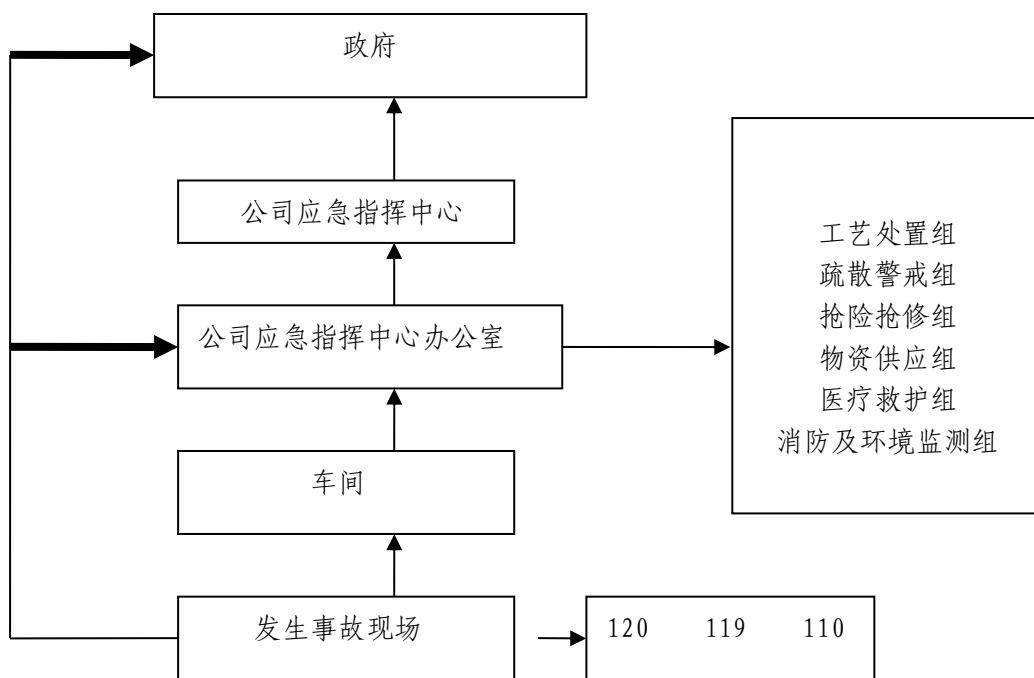 政府
公司应急指挥中心
公司应急指挥中心办公室
工艺处置组
疏散警戒组
抢险抢修组
物资供应组
医疗救护组
消防及环境监测组
车间
发生事故现场
120 119 110